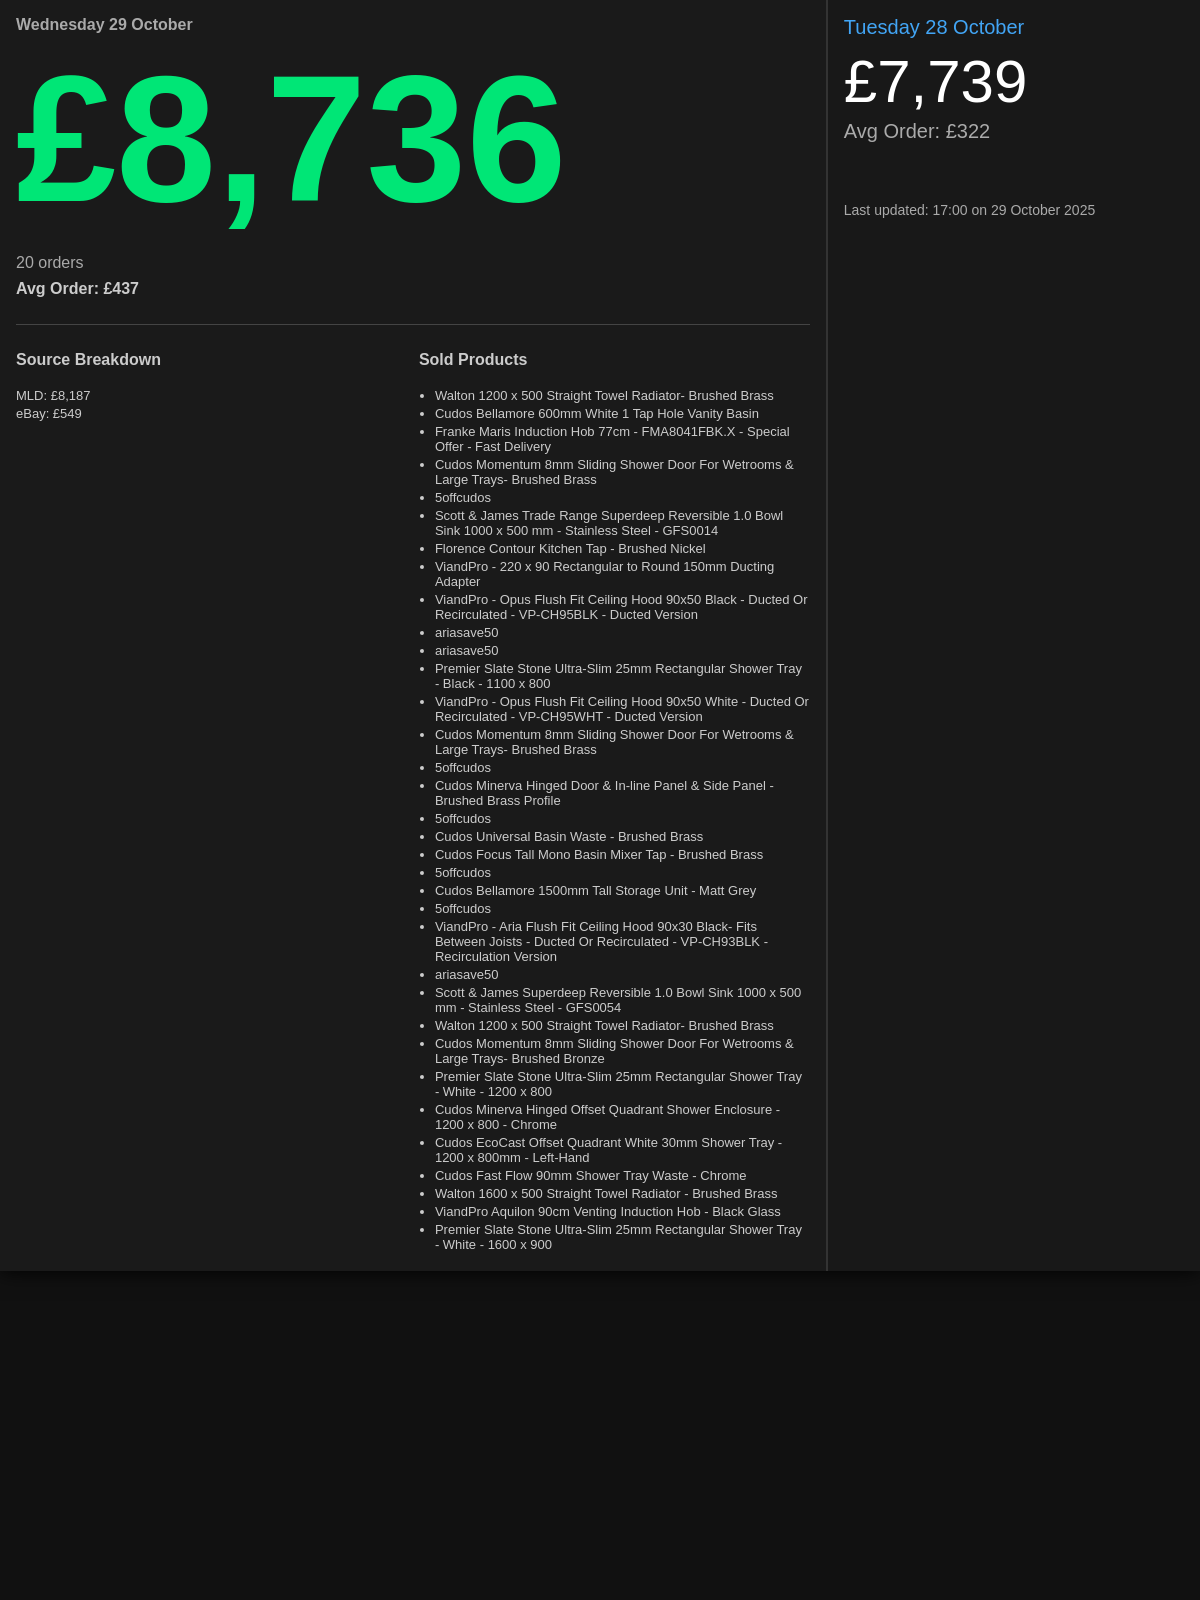 Wednesday 29 October
£8,736
20 orders
Avg Order: £437
Source Breakdown
MLD: £8,187
eBay: £549
Sold Products
Walton 1200 x 500 Straight Towel Radiator- Brushed Brass
Cudos Bellamore 600mm White 1 Tap Hole Vanity Basin
Franke Maris Induction Hob 77cm - FMA8041FBK.X - Special
Offer - Fast Delivery
Cudos Momentum 8mm Sliding Shower Door For Wetrooms &
Large Trays- Brushed Brass
5offcudos
Scott & James Trade Range Superdeep Reversible 1.0 Bowl
Sink 1000 x 500 mm - Stainless Steel - GFS0014
Florence Contour Kitchen Tap - Brushed Nickel
ViandPro - 220 x 90 Rectangular to Round 150mm Ducting
Adapter
ViandPro - Opus Flush Fit Ceiling Hood 90x50 Black - Ducted Or
Recirculated - VP-CH95BLK - Ducted Version
ariasave50
ariasave50
Premier Slate Stone Ultra-Slim 25mm Rectangular Shower Tray
- Black - 1100 x 800
ViandPro - Opus Flush Fit Ceiling Hood 90x50 White - Ducted Or
Recirculated - VP-CH95WHT - Ducted Version
Cudos Momentum 8mm Sliding Shower Door For Wetrooms &
Large Trays- Brushed Brass
5offcudos
Cudos Minerva Hinged Door & In-line Panel & Side Panel -
Brushed Brass Profile
5offcudos
Cudos Universal Basin Waste - Brushed Brass
Cudos Focus Tall Mono Basin Mixer Tap - Brushed Brass
5offcudos
Cudos Bellamore 1500mm Tall Storage Unit - Matt Grey
5offcudos
ViandPro - Aria Flush Fit Ceiling Hood 90x30 Black- Fits
Between Joists - Ducted Or Recirculated - VP-CH93BLK -
Recirculation Version
ariasave50
Scott & James Superdeep Reversible 1.0 Bowl Sink 1000 x 500
mm - Stainless Steel - GFS0054
Walton 1200 x 500 Straight Towel Radiator- Brushed Brass
Cudos Momentum 8mm Sliding Shower Door For Wetrooms &
Large Trays- Brushed Bronze
Premier Slate Stone Ultra-Slim 25mm Rectangular Shower Tray
- White - 1200 x 800
Cudos Minerva Hinged Offset Quadrant Shower Enclosure -
1200 x 800 - Chrome
Cudos EcoCast Offset Quadrant White 30mm Shower Tray -
1200 x 800mm - Left-Hand
Cudos Fast Flow 90mm Shower Tray Waste - Chrome
Walton 1600 x 500 Straight Towel Radiator - Brushed Brass
ViandPro Aquilon 90cm Venting Induction Hob - Black Glass
Premier Slate Stone Ultra-Slim 25mm Rectangular Shower Tray
- White - 1600 x 900
Tuesday 28 October
£7,739
Avg Order: £322
Last updated: 17:00 on 29 October 2025